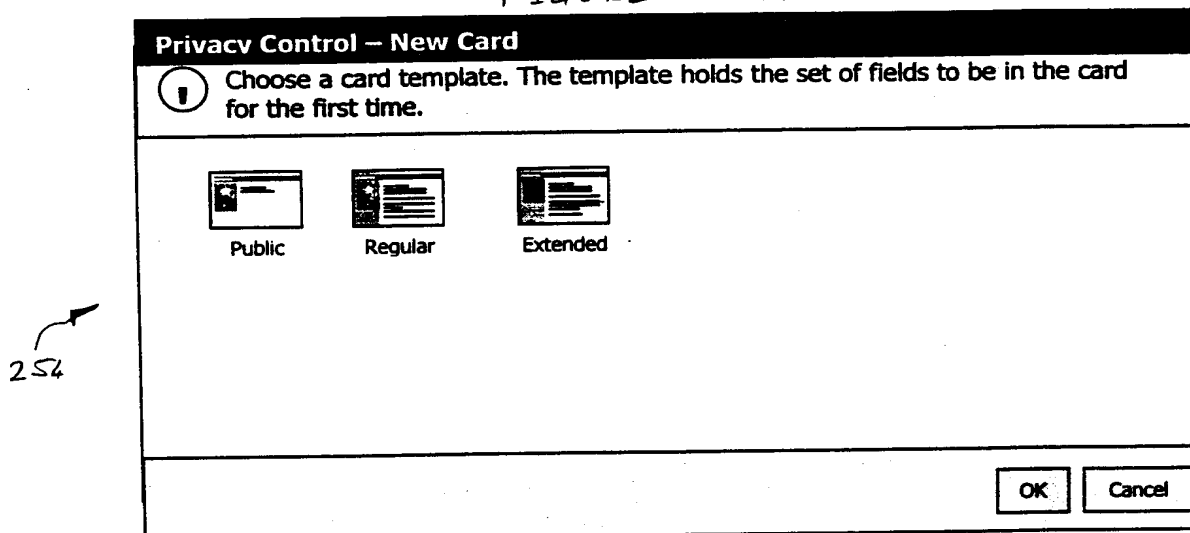 Privacy Control – New Card
Choose a card template. The template holds the set of fields to be in the card
for the first time.
Public Regular Extended
254
OK Cancel